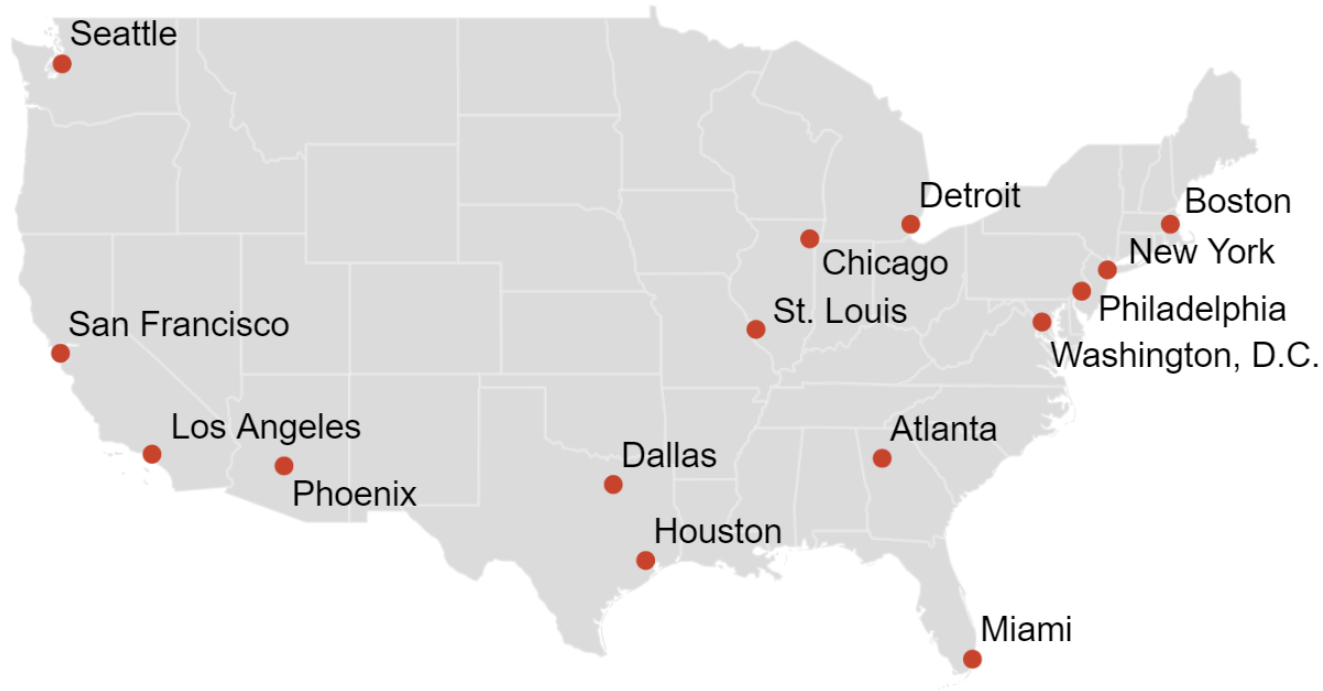 Seattle
Detroit
Boston
New York
Chicago
St. Louis
Philadelphia
San Francisco
Washington, D.C.
Los Angeles
Atlanta
Dallas
Phoenix
Houston
Miami